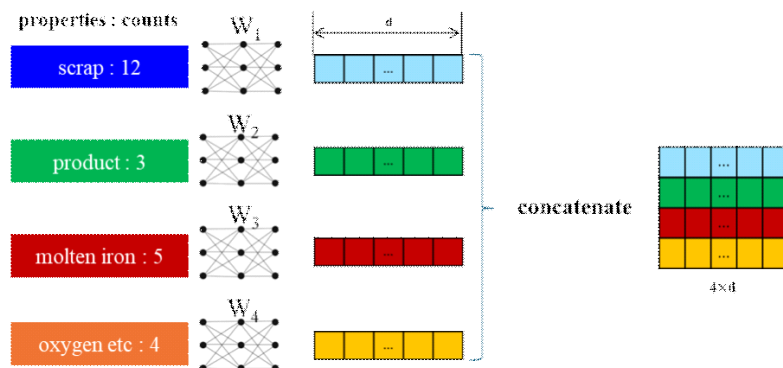 properties : counts
W1
d
scrap : 12
...
W2
product : 3
...
W3
molten iron : 5
...
W4
oxygen etc : 4
...
concatenate
...
...
...
...
4×d